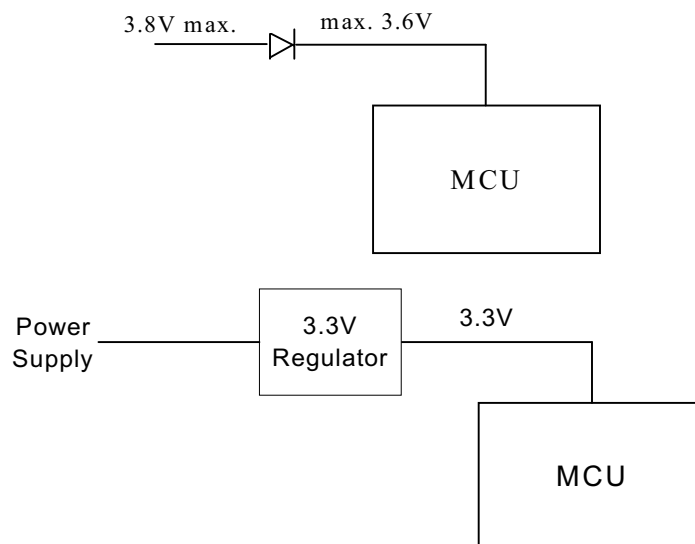 3.8V max.
max. 3.6V
MCU
Power
Supply
3.3V
Regulator
3.3V
MCU